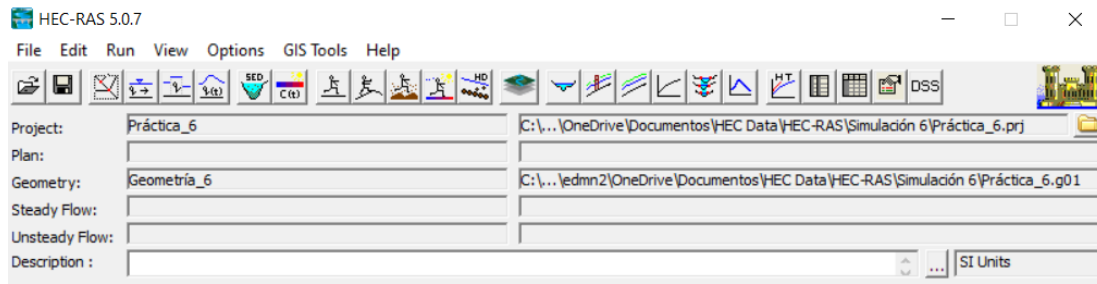 HEC-RAS 5.0.7
File Edit Run View Options GIS Tools Help
SED C(t) HD HT DSS
Project: Práctica_6 C:\...\OneDrive\Documentos\HEC Data\HEC-RAS\Simulación 6\Práctica_6.prj
Plan:
Geometry: Geometría_6 C:\...\edmn2\OneDrive\Documentos\HEC Data\HEC-RAS\Simulación 6\Práctica_6.g01
Steady Flow:
Unsteady Flow:
Description : ... SI Units